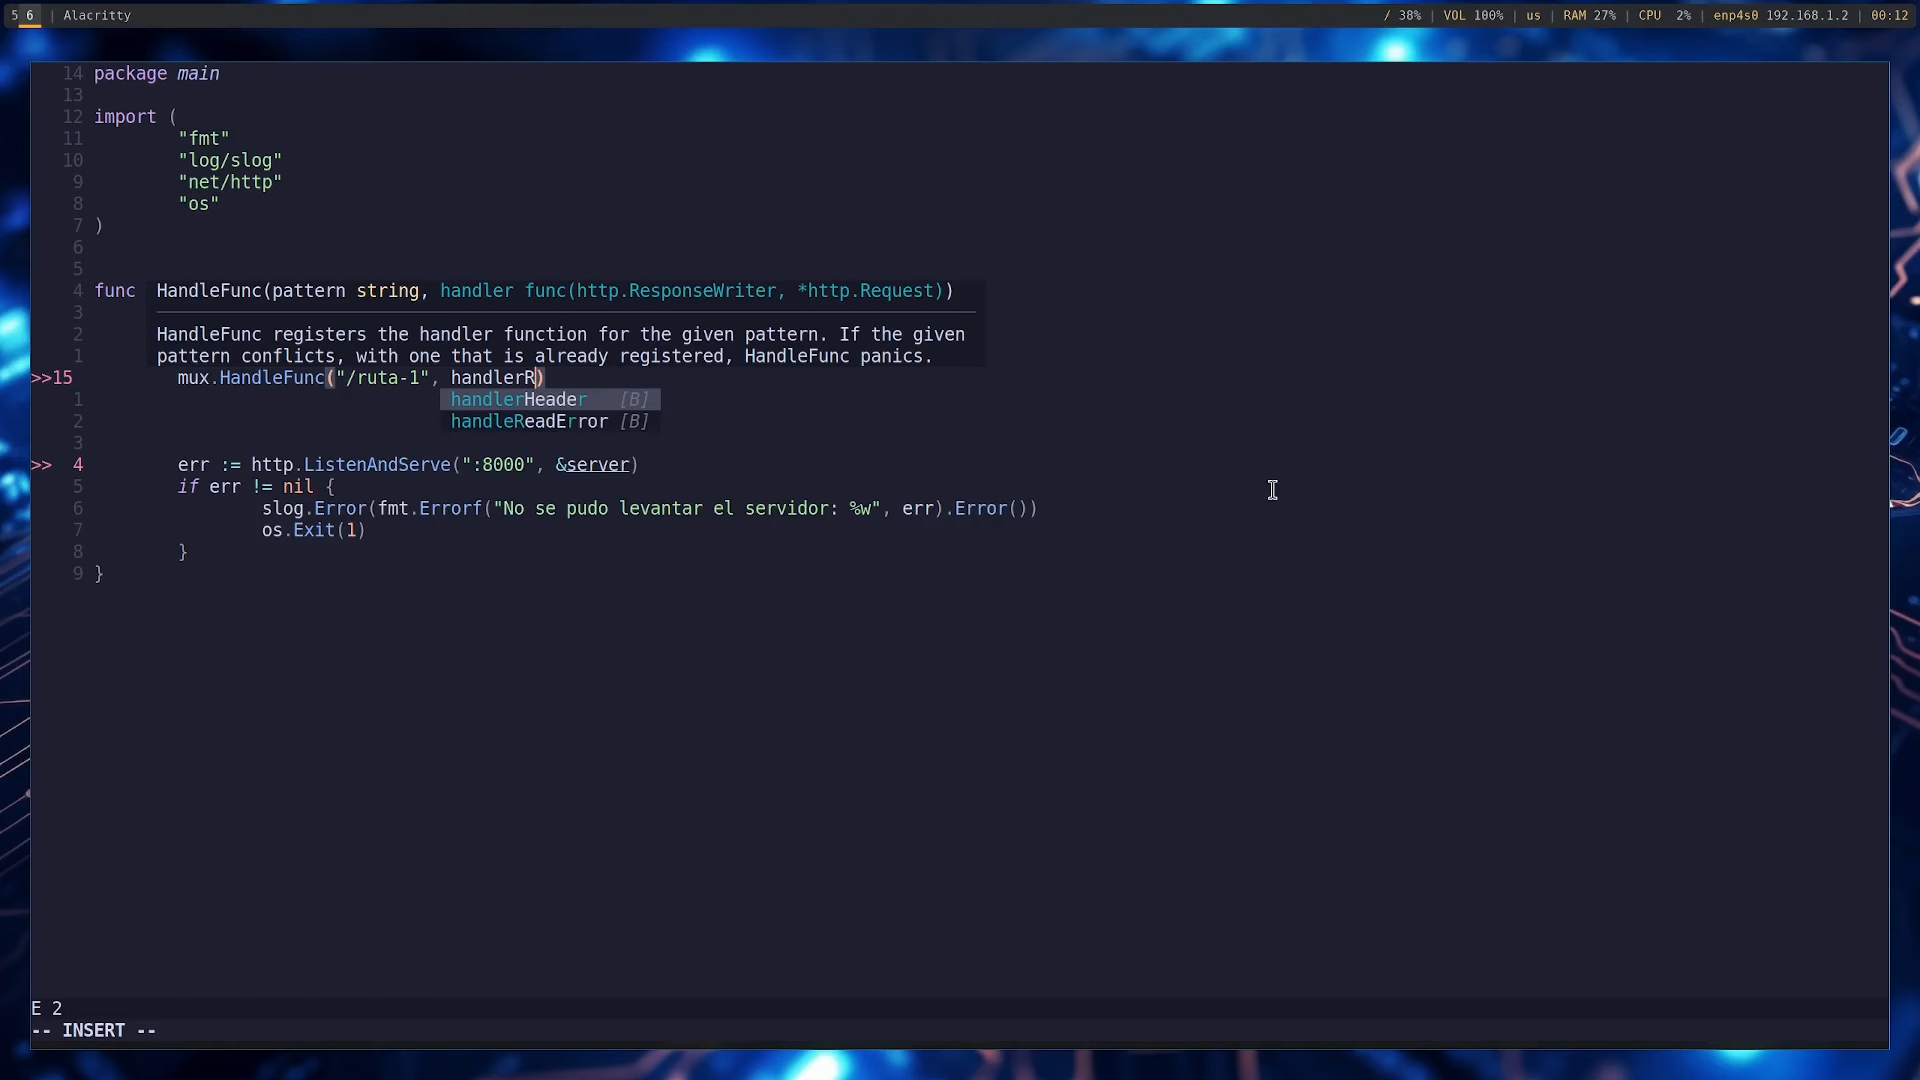 5 6 | Alacritty / 38% | VOL 100% | us | RAM 27% | CPU 2% | enp4s0 192.168.1.2 | 00:12
14 package main
13
12 import (
11 "fmt"
10 "log/slog"
9 "net/http"
8 "os"
7 )
6
5
4 func HandleFunc(pattern string, handler func(http.ResponseWriter, *http.Request))
3
2 HandleFunc registers the handler function for the given pattern. If the given
1 pattern conflicts, with one that is already registered, HandleFunc panics.
>>15 mux.HandleFunc("/ruta-1", handlerR)
1 handlerHeader [B]
2 handleReadError [B]
3
>> 4 err := http.ListenAndServe(":8000", &server)
5 if err != nil {
6 slog.Error(fmt.Errorf("No se pudo levantar el servidor: %w", err).Error())
7 os.Exit(1)
8 }
9 }
E 2
-- INSERT --